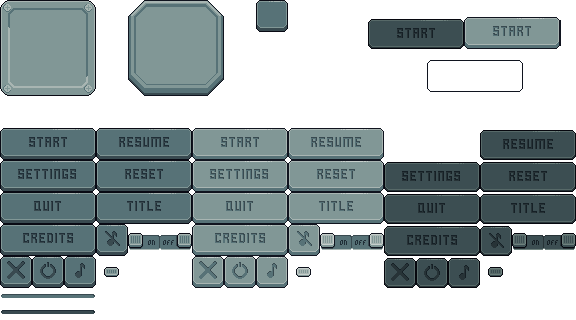 START START
START RESUME START RESUME RESUME
SETTINGS RESET SETTINGS RESET SETTINGS RESET
QUIT TITLE QUIT TITLE QUIT TITLE
CREDITS ON OFF CREDITS ON OFF CREDITS ON OFF